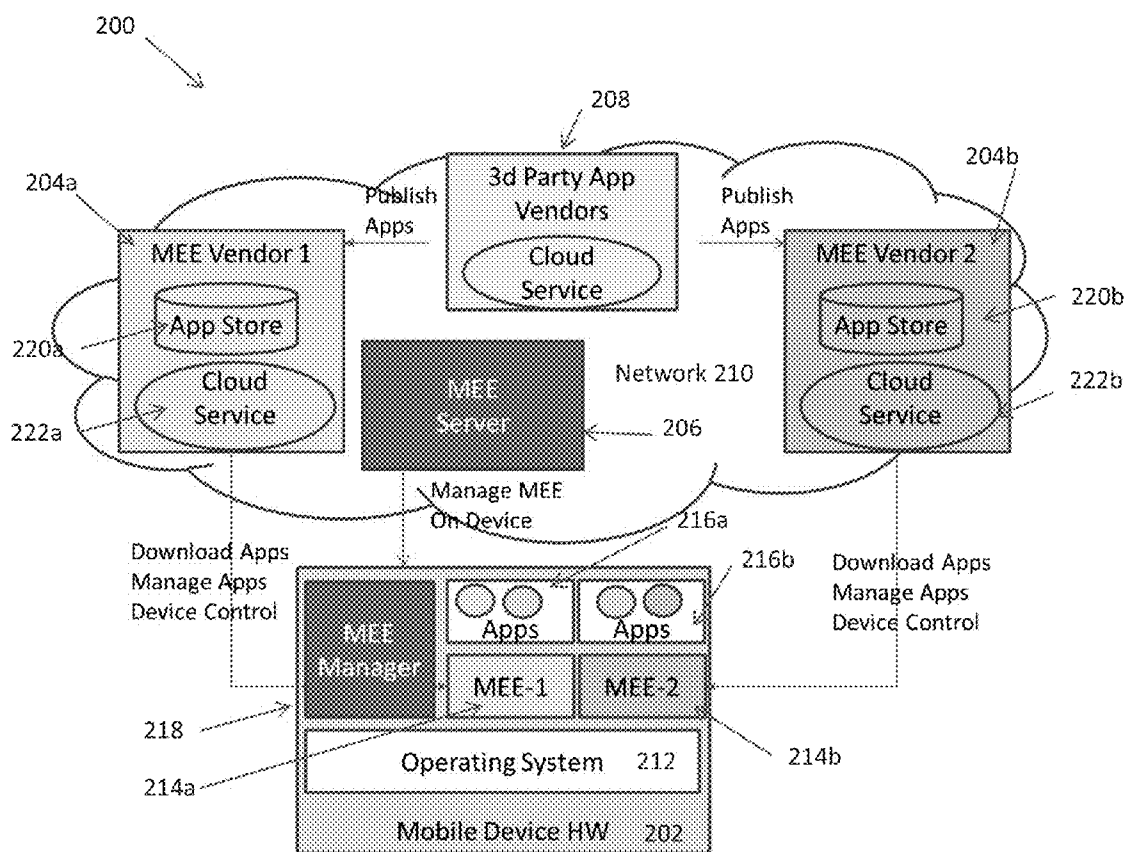 200
208
204a
204b
3d Party App
Vendors
Cloud
Service
Publish
Apps
Publish
Apps
MEE Vendor 1
App Store
Cloud
Service
220a
222a
MEE Vendor 2
App Store
Cloud
Service
220b
222b
Network 210
MEE
Server
206
Manage MEE
On Device
216a
216b
Download Apps
Manage Apps
Device Control
Download Apps
Manage Apps
Device Control
MEE
Manager
Apps
Apps
MEE-1
MEE-2
218
214a
214b
Operating System 212
Mobile Device HW 202